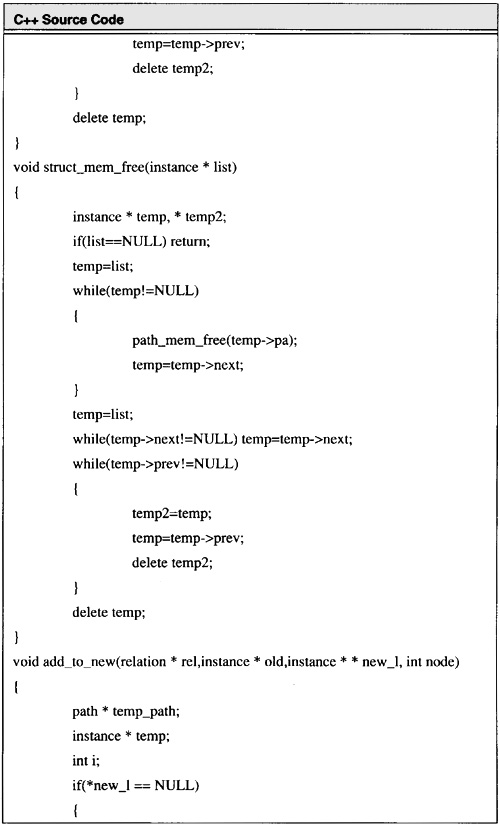 C++ Source Code
temp=temp->prev;
delete temp2;
}
delete temp;
}
void struct_mem_free(instance * list)
{
instance * temp, * temp2;
if(list==NULL) return;
temp=list;
while(temp!=NULL)
{
path_mem_free(temp->pa);
temp=temp->next;
}
temp=list;
while(temp->next!=NULL) temp=temp->next;
while(temp->prev!=NULL)
{
temp2=temp;
temp=temp->prev;
delete temp2;
}
delete temp;
}
void add_to_new(relation * rel,instance * old,instance * * new_l, int node)
{
path * temp_path;
instance * temp;
int i;
if(*new_l == NULL)
{